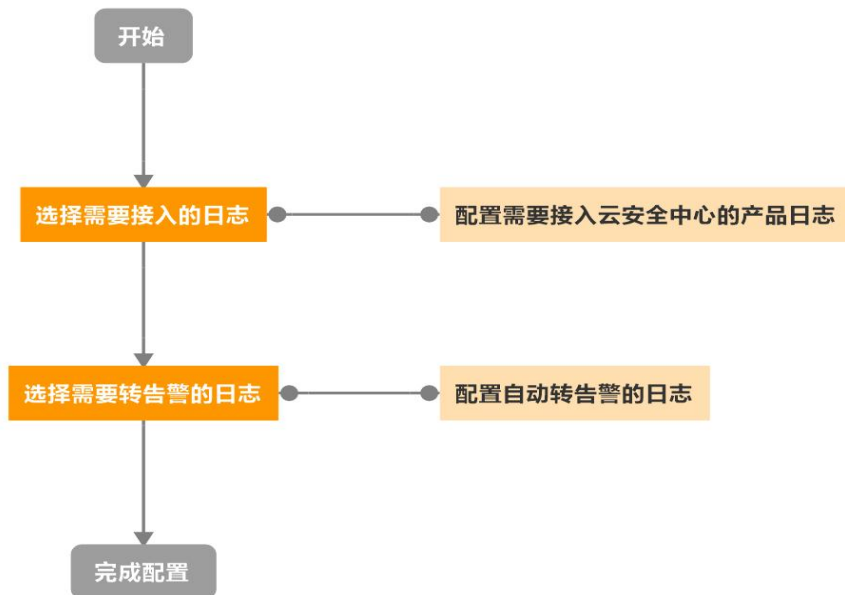 开始
选择需要接入的日志
配置需要接入云安全中心的产品日志
选择需要转告警的日志
配置自动转告警的日志
完成配置